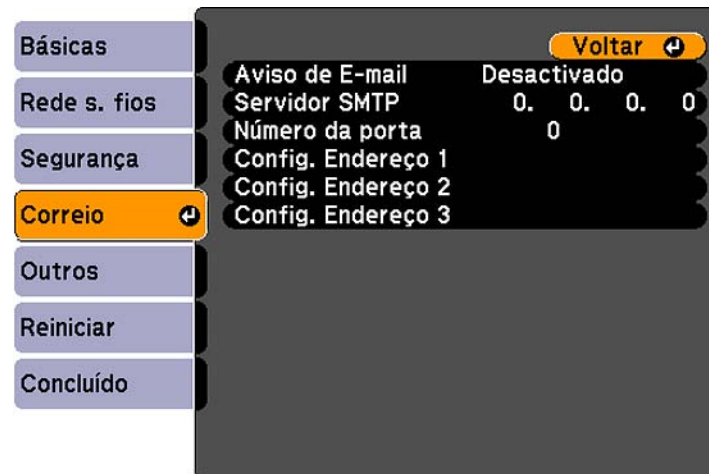 Básicas
Rede s. fios
Segurança
Correio
Outros
Reiniciar
Concluído
Voltar
Aviso de E-mail Desactivado
Servidor SMTP 0. 0. 0. 0
Número da porta 0
Config. Endereço 1
Config. Endereço 2
Config. Endereço 3